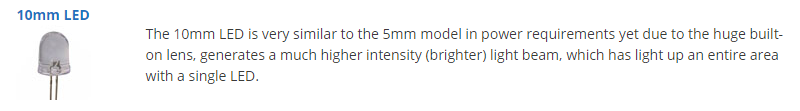 10mm LED
The 10mm LED is very similar to the 5mm model in power requirements yet due to the huge built-
on lens, generates a much higher intensity (brighter) light beam, which has light up an entire area
with a single LED.